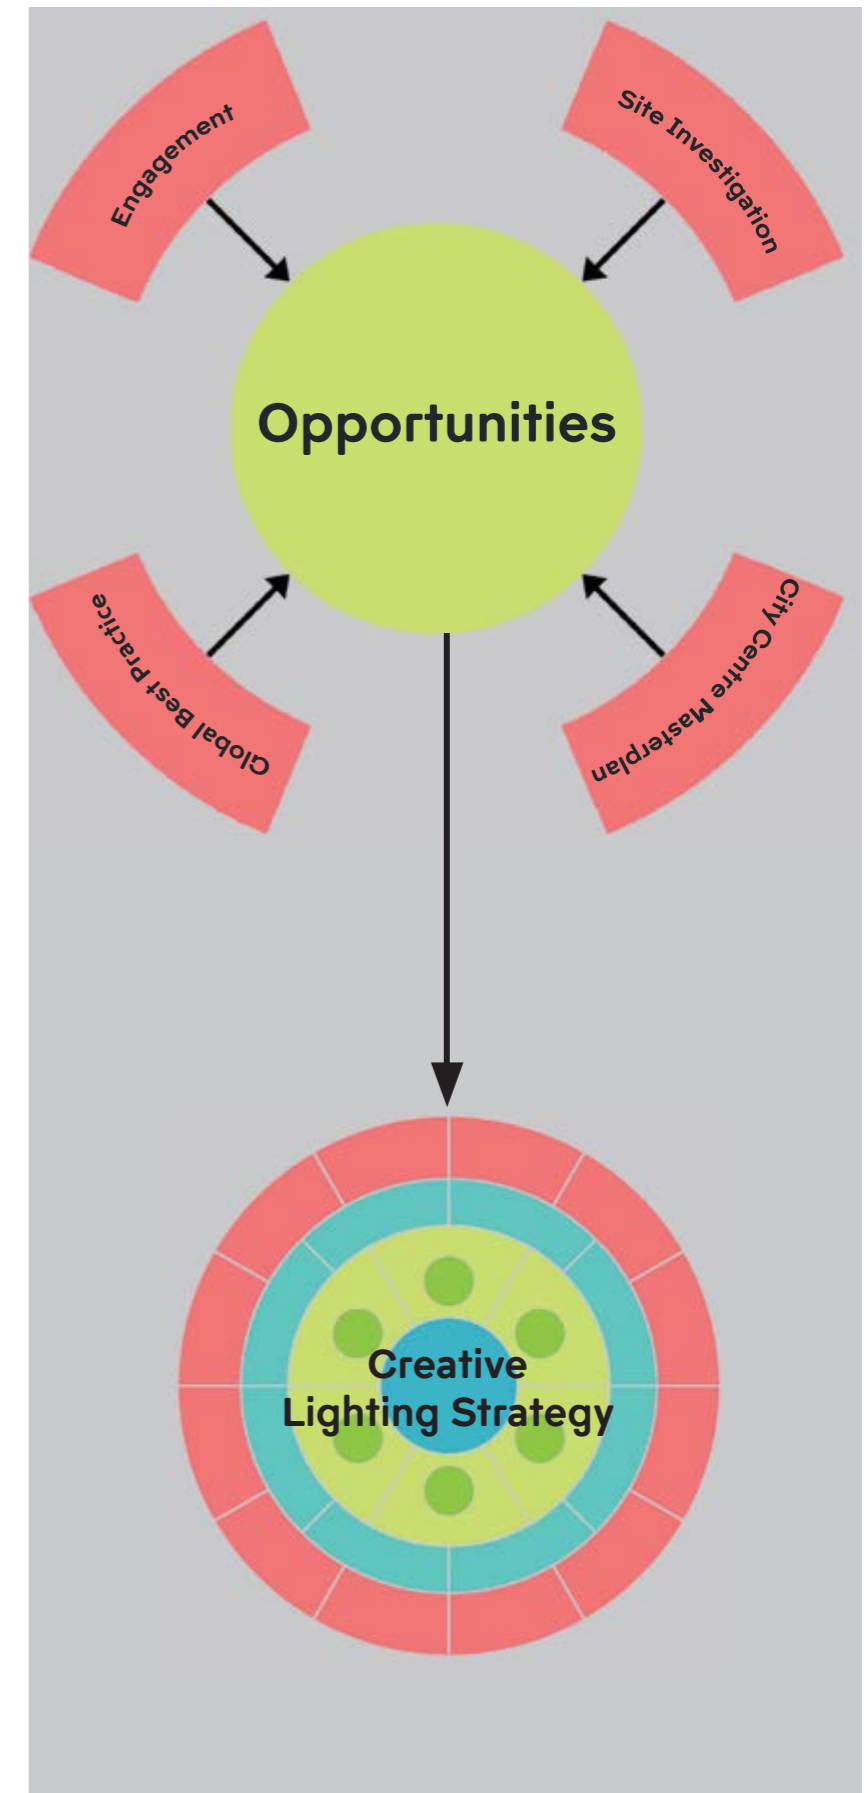 Engagement
Site Investigation
Opportunities
Global Best Practice
City Centre Masterplan
Creative
Lighting Strategy